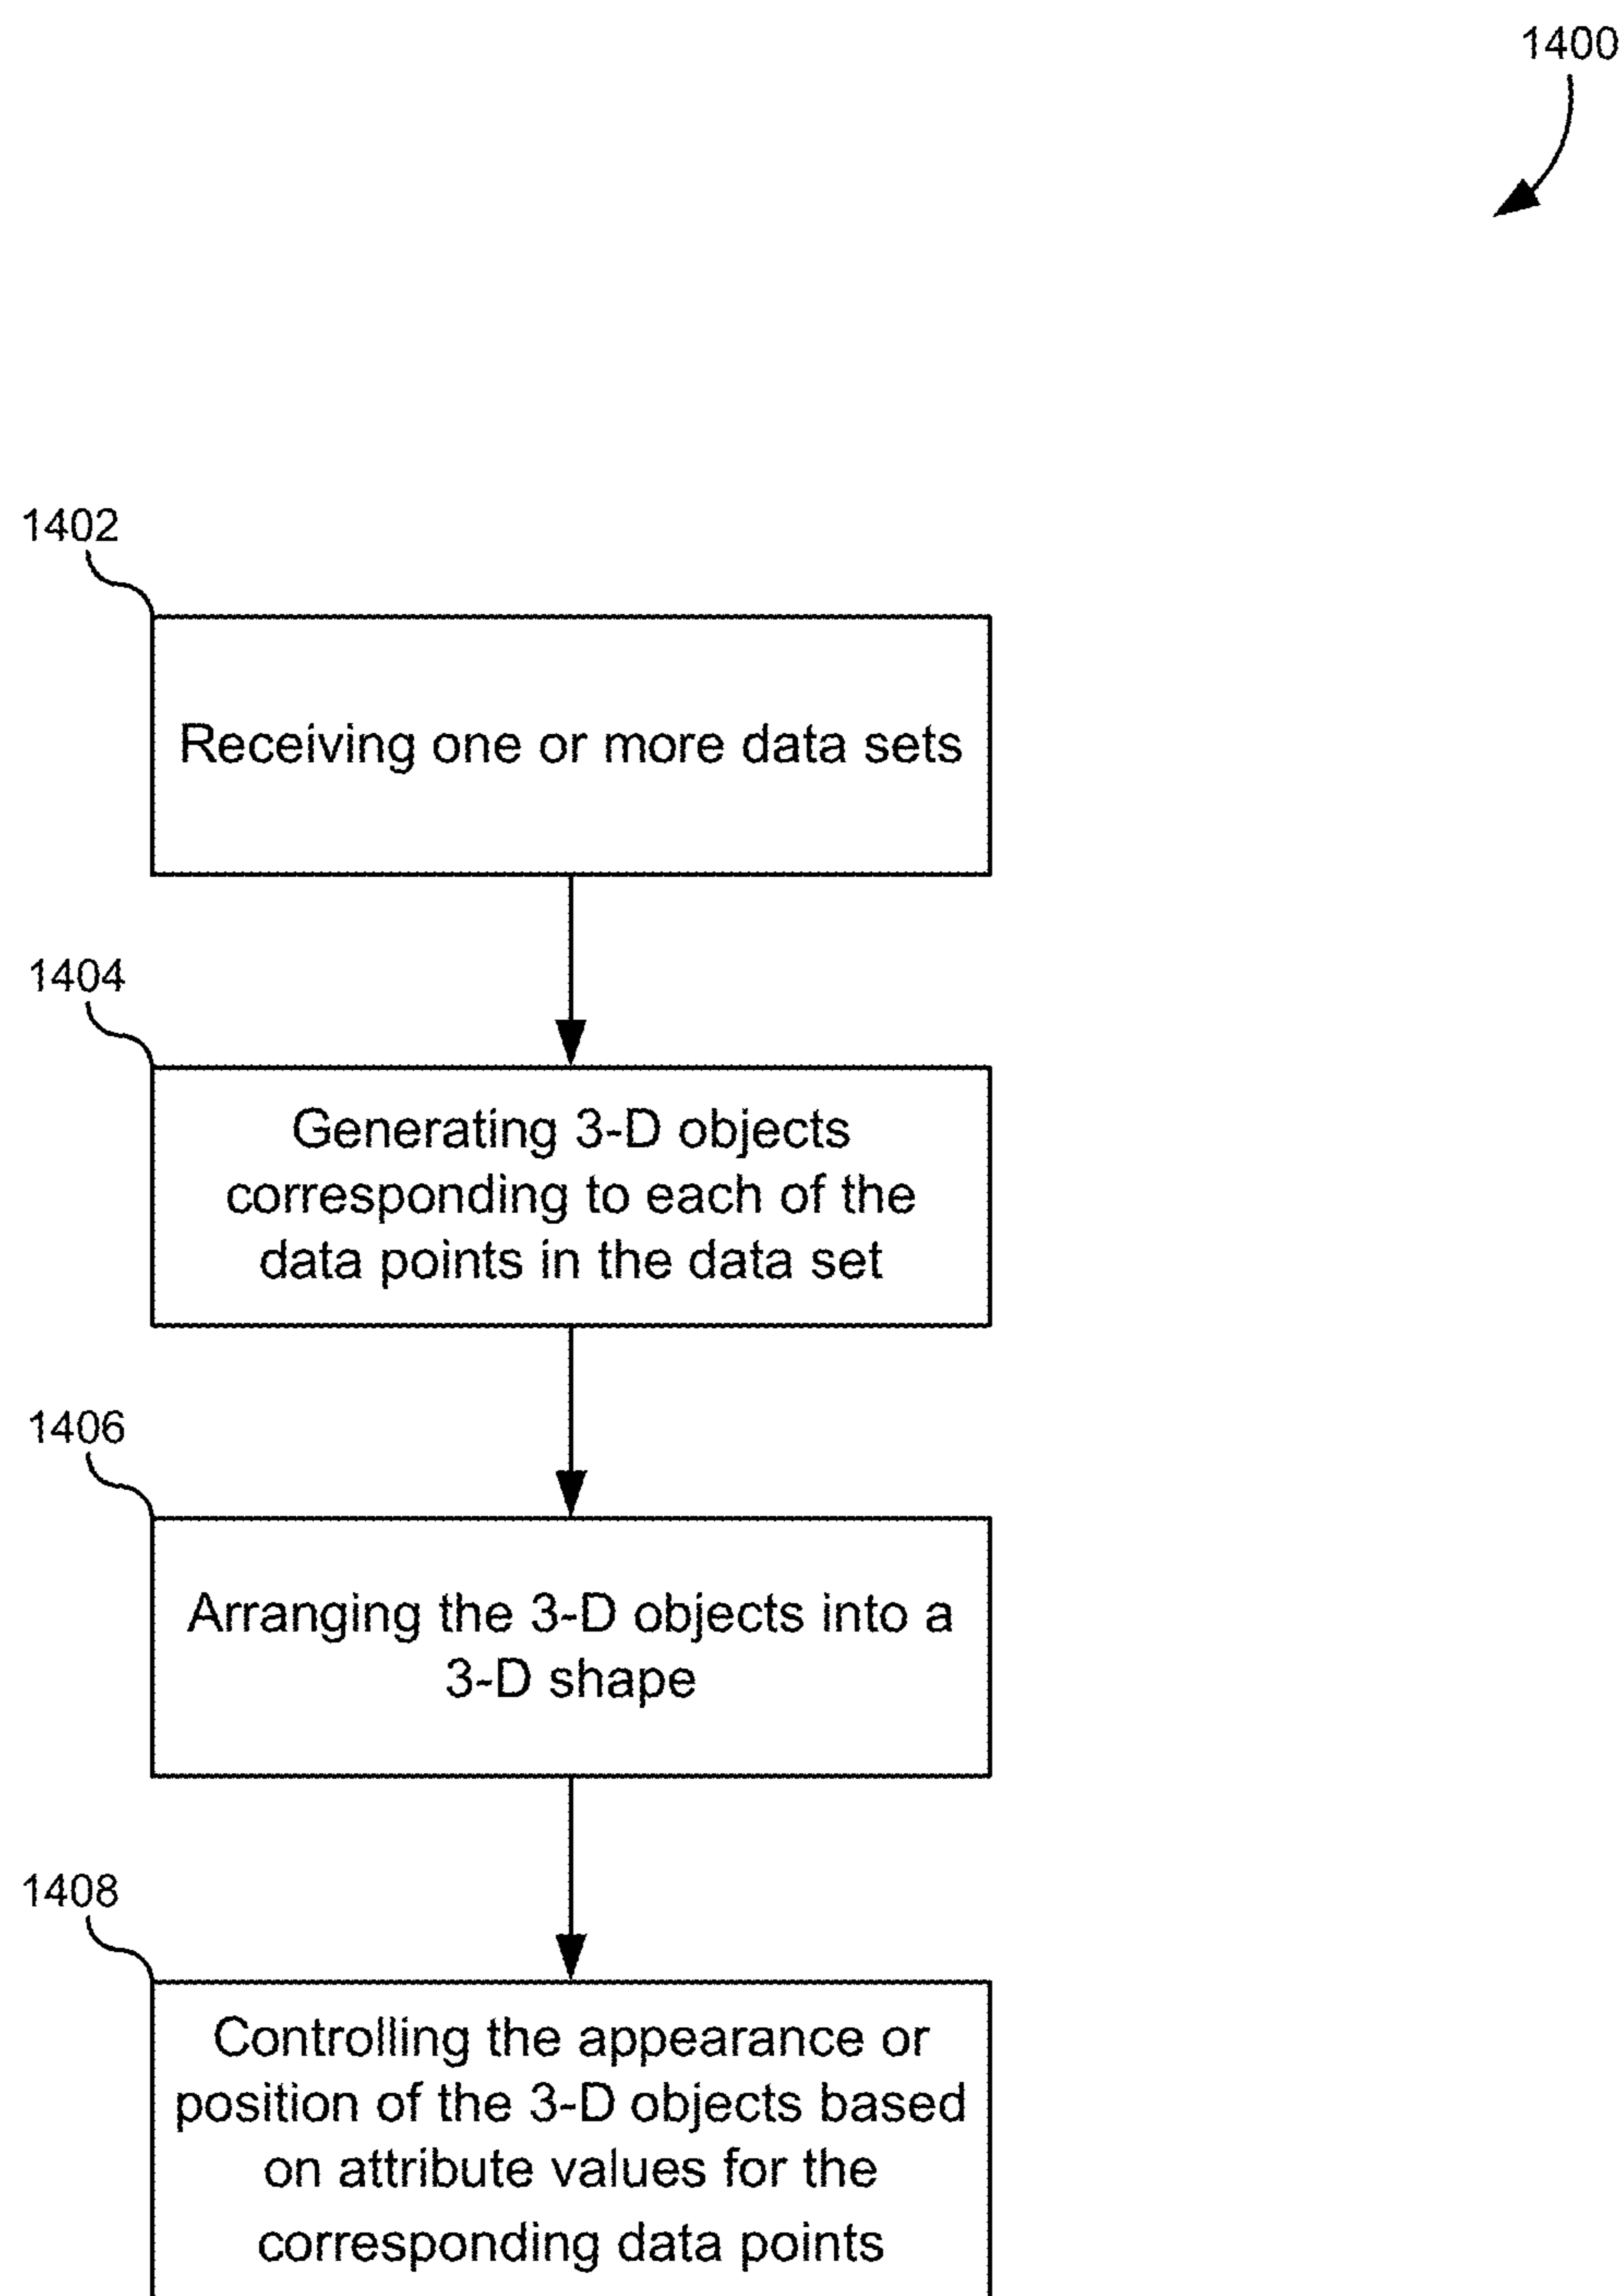 1400
1402
Receiving one or more data sets
1404
Generating 3-D objects
corresponding to each of the
data points in the data set
1406
Arranging the 3-D objects into a
3-D shape
1408
Controlling the appearance or
position of the 3-D objects based
on attribute values for the
corresponding data points